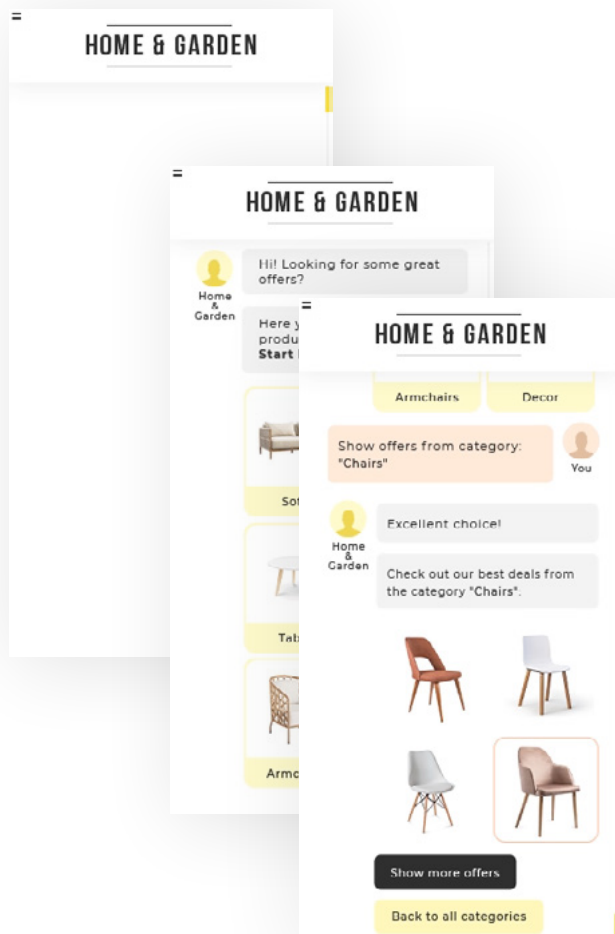 HOME & GARDEN
HOME & GARDEN
Hi! Looking for some great
offers?
Home
&
Garden
Here
produ
Start
Sof
Tab
Armc
HOME & GARDEN
Armchairs
Decor
Show offers from category:
"Chairs"
You
Excellent choice!
Home
&
Garden
Check out our best deals from
the category "Chairs".
Show more offers
Back to all categories